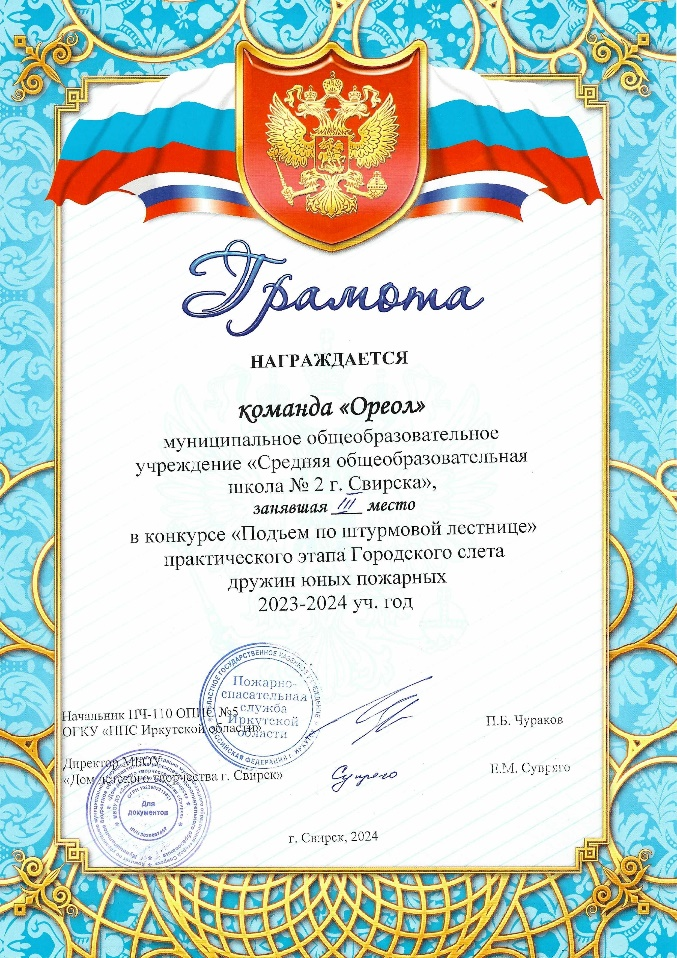 Грамота
НАГРАЖДАЕТСЯ
команда «Ореол»
муниципальное общеобразовательное
учреждение «Средняя общеобразовательная
школа № 2 г. Свирска»,
занявшая III место
в конкурсе «Подъем по штурмовой лестнице»
практического этапа Городского слета
дружин юных пожарных
2023-2024 уч. год
Пожарно-
спасательная
служба
Иркутской
области
Начальник ПЧ-110 ОППС №5
ОГКУ «ППС Иркутской области»
П.Б. Чураков
Директор МБОУ
«Дом детского творчества г. Свирск»
Е.М. Супряго
Для
документов
г. Свирск, 2024